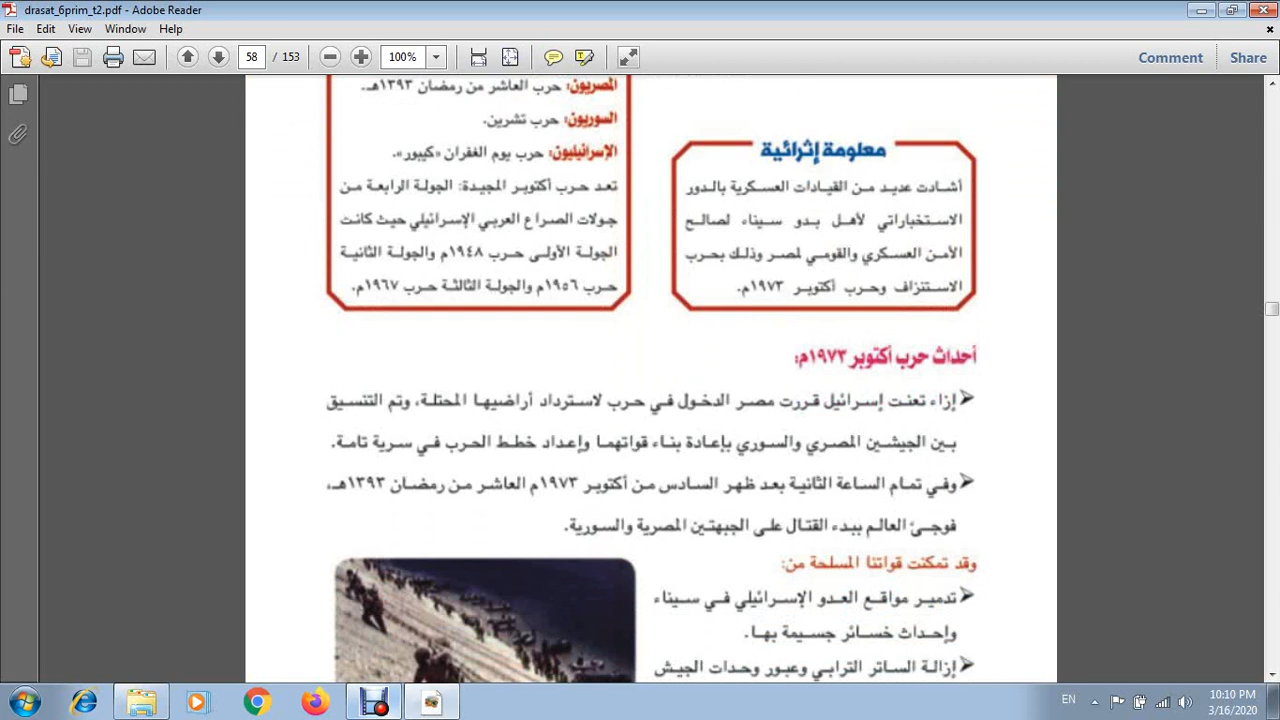 drasat_6prim_t2.pdf - Adobe Reader
File Edit View Window Help
58 / 153 100% Comment Share
معلومة إثرائية
أشادت عديد من القيادات العسكرية بالدور
الاستخباراتي لأهل بدو سيناء لصالح
الأمن العسكري والقومي لمصر وذلك بحرب
الاستنزاف وحرب أكتوبر ١٩٧٣م.
المصريون: حرب العاشر من رمضان ١٣٩٣هـ.
السوريون: حرب تشرين.
الإسرائيليون: حرب يوم الغفران «كيبور».
تعد حرب أكتوبر المجيدة: الجولة الرابعة من
جولات الصراع العربي الإسرائيلي حيث كانت
الجولة الأولى حرب ١٩٤٨م والجولة الثانية
حرب ١٩٥٦م والجولة الثالثة حرب ١٩٦٧م.
أحداث حرب أكتوبر ١٩٧٣م:
إزاء تعنت إسرائيل قررت مصر الدخول في حرب لاسترداد أراضيها المحتلة، وتم التنسيق
بين الجيشين المصري والسوري بإعادة بناء قواتهما وإعداد خطط الحرب في سرية تامة.
وفي تمام الساعة الثانية بعد ظهر السادس من أكتوبر ١٩٧٣م العاشر من رمضان ١٣٩٣هـ،
فوجئ العالم ببدء القتال على الجبهتين المصرية والسورية.
وقد تمكنت قواتنا المسلحة من:
تدمير مواقع العدو الإسرائيلي في سيناء
وإحداث خسائر جسيمة بها.
إزالة الساتر الترابي وعبور وحدات الجيش
EN 10:10 PM
3/16/2020